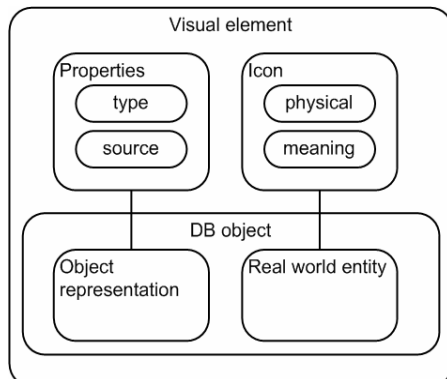 Visual element
Properties
type
source
Icon
physical
meaning
DB object
Object
representation
Real world entity